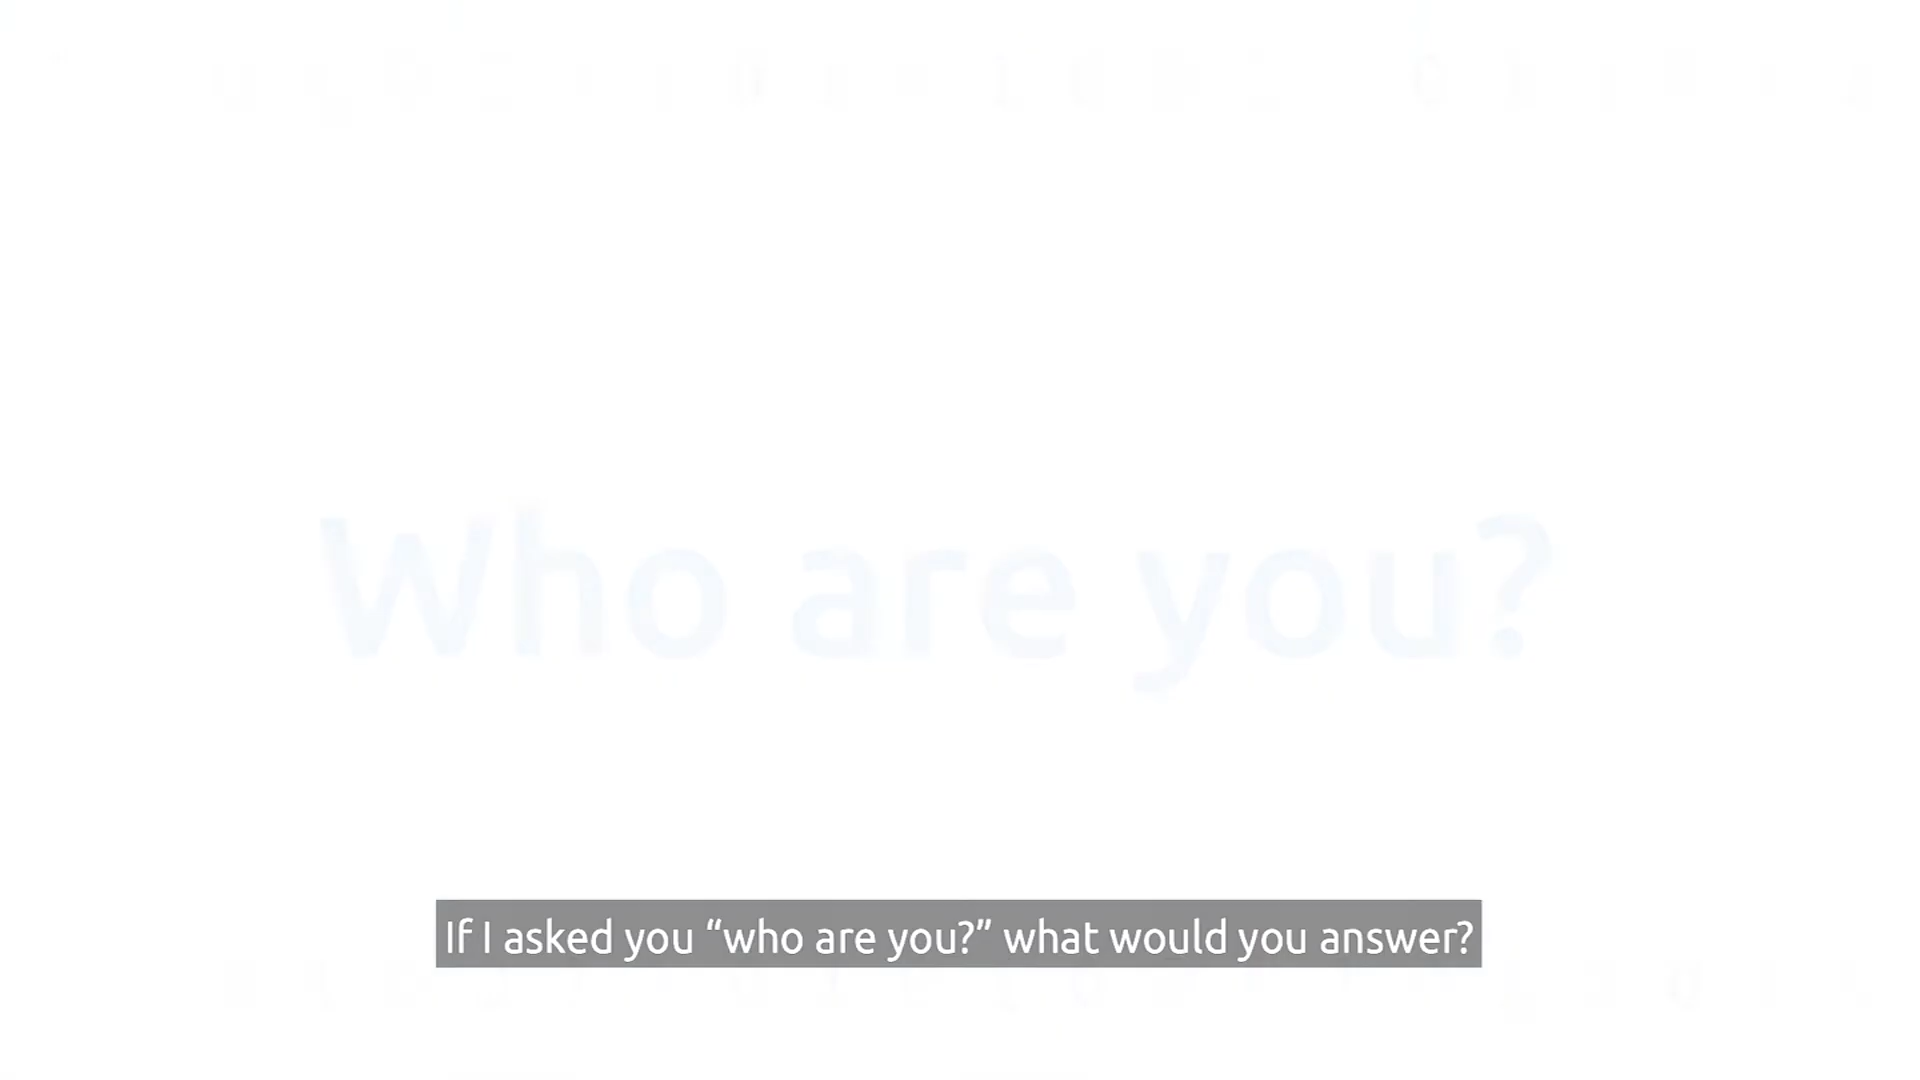 Who are you?
If I asked you “who are you?” what would you answer?